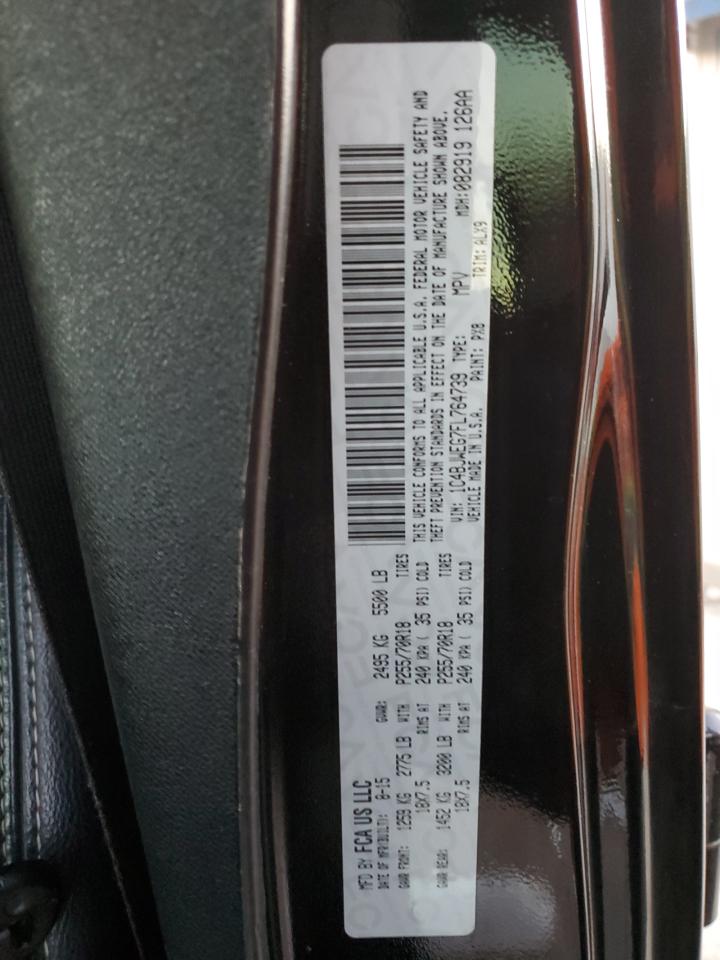 MFD BY FCA US LLC
DATE OF MFR(BUILT): 8-15 GVWR: 2495 KG 5500 LB
GAWR FRONT: 1259 KG 2775 LB WITH P255/70R18 TIRES
18X7.5 RIMS AT 240 KPA ( 35 PSI) COLD
GAWR REAR: 1452 KG 3200 LB WITH P255/70R18 TIRES
18X7.5 RIMS AT 240 KPA ( 35 PSI) COLD
THIS VEHICLE CONFORMS TO ALL APPLICABLE U.S.A. FEDERAL MOTOR VEHICLE SAFETY AND
THEFT PREVENTION STANDARDS IN EFFECT ON THE DATE OF MANUFACTURE SHOWN ABOVE.
VIN: 1C4BJWEG7FL764739 TYPE: MPV MDH:082919 126AA
VEHICLE MADE IN U.S.A. PAINT: PX8 TRIM: ALX9